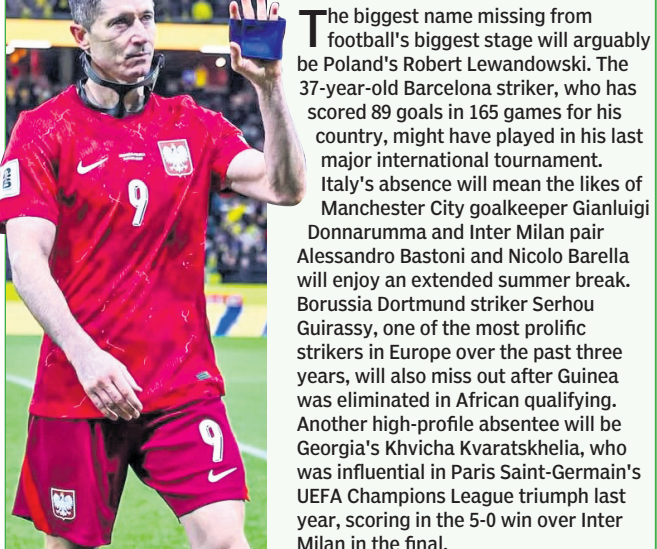 The biggest name missing from
football's biggest stage will arguably
be Poland's Robert Lewandowski. The
37-year-old Barcelona striker, who has
scored 89 goals in 165 games for his
country, might have played in his last
major international tournament.
Italy's absence will mean the likes of
Manchester City goalkeeper Gianluigi
Donnarumma and Inter Milan pair
Alessandro Bastoni and Nicolo Barella
will enjoy an extended summer break.
Borussia Dortmund striker Serhou
Guirassy, one of the most prolific
strikers in Europe over the past three
years, will also miss out after Guinea
was eliminated in African qualifying.
Another high-profile absentee will be
Georgia's Khvicha Kvaratskhelia, who
was influential in Paris Saint-Germain's
UEFA Champions League triumph last
year, scoring in the 5-0 win over Inter
Milan in the final.
9
9